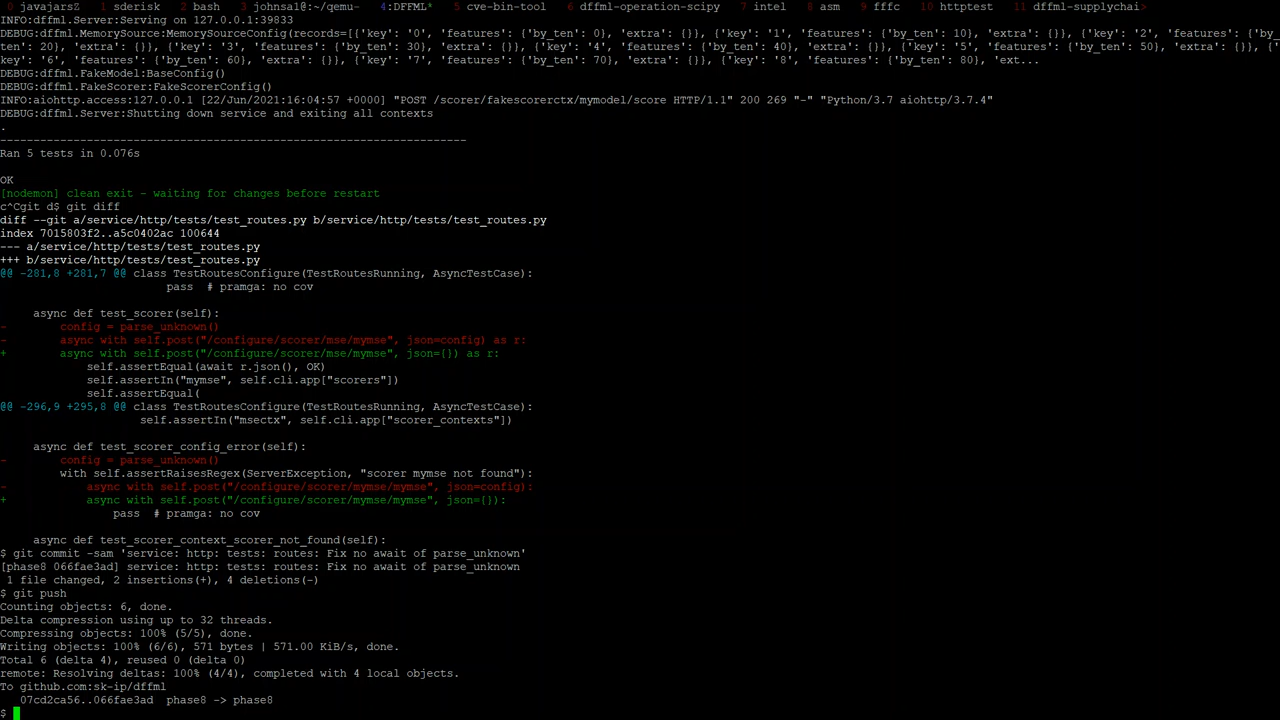 0 javajarsZ 1 sderisk 2 bash 3 johnsa1@:~/qemu- 4:DFFML* 5 cve-bin-tool 6 dffml-operation-scipy 7 intel 8 asm 9 fffc 10 httptest 11 dffml-supplychai>
INFO:dffml.Server:Serving on 127.0.0.1:39833
DEBUG:dffml.MemorySource:MemorySourceConfig(records=[{'key': '0', 'features': {'by_ten': 0}, 'extra': {}}, {'key': '1', 'features': {'by_ten': 10}, 'extra': {}}, {'key': '2', 'features': {'by_
ten': 20}, 'extra': {}}, {'key': '3', 'features': {'by_ten': 30}, 'extra': {}}, {'key': '4', 'features': {'by_ten': 40}, 'extra': {}}, {'key': '5', 'features': {'by_ten': 50}, 'extra': {}}, {'
key': '6', 'features': {'by_ten': 60}, 'extra': {}}, {'key': '7', 'features': {'by_ten': 70}, 'extra': {}}, {'key': '8', 'features': {'by_ten': 80}, 'ext...
DEBUG:dffml.FakeModel:BaseConfig()
DEBUG:dffml.FakeScorer:FakeScorerConfig()
INFO:aiohttp.access:127.0.0.1 [22/Jun/2021:16:04:57 +0000] "POST /scorer/fakescorerctx/mymodel/score HTTP/1.1" 200 269 "-" "Python/3.7 aiohttp/3.7.4"
DEBUG:dffml.Server:Shutting down service and exiting all contexts
.
----------------------------------------------------------------------
Ran 5 tests in 0.076s
OK
[nodemon] clean exit - waiting for changes before restart
c^Cgit d$ git diff
diff --git a/service/http/tests/test_routes.py b/service/http/tests/test_routes.py
index 7015803f2..a5c0402ac 100644
--- a/service/http/tests/test_routes.py
+++ b/service/http/tests/test_routes.py
@@ -281,8 +281,7 @@ class TestRoutesConfigure(TestRoutesRunning, AsyncTestCase):
                         pass  # pramga: no cov
     async def test_scorer(self):
-        config = parse_unknown()
-        async with self.post("/configure/scorer/mse/mymse", json=config) as r:
+        async with self.post("/configure/scorer/mse/mymse", json={}) as r:
             self.assertEqual(await r.json(), OK)
             self.assertIn("mymse", self.cli.app["scorers"])
             self.assertEqual(
@@ -296,9 +295,8 @@ class TestRoutesConfigure(TestRoutesRunning, AsyncTestCase):
                     self.assertIn("msectx", self.cli.app["scorer_contexts"])
     async def test_scorer_config_error(self):
-        config = parse_unknown()
         with self.assertRaisesRegex(ServerException, "scorer mymse not found"):
-            async with self.post("/configure/scorer/mymse/mymse", json=config):
+            async with self.post("/configure/scorer/mymse/mymse", json={}):
                 pass  # pramga: no cov
     async def test_scorer_context_scorer_not_found(self):
$ git commit -sam 'service: http: tests: routes: Fix no await of parse_unknown'
[phase8 066fae3ad] service: http: tests: routes: Fix no await of parse_unknown
 1 file changed, 2 insertions(+), 4 deletions(-)
$ git push
Counting objects: 6, done.
Delta compression using up to 32 threads.
Compressing objects: 100% (5/5), done.
Writing objects: 100% (6/6), 571 bytes | 571.00 KiB/s, done.
Total 6 (delta 4), reused 0 (delta 0)
remote: Resolving deltas: 100% (4/4), completed with 4 local objects.
To github.com:sk-ip/dffml
   07cd2ca56..066fae3ad  phase8 -> phase8
$